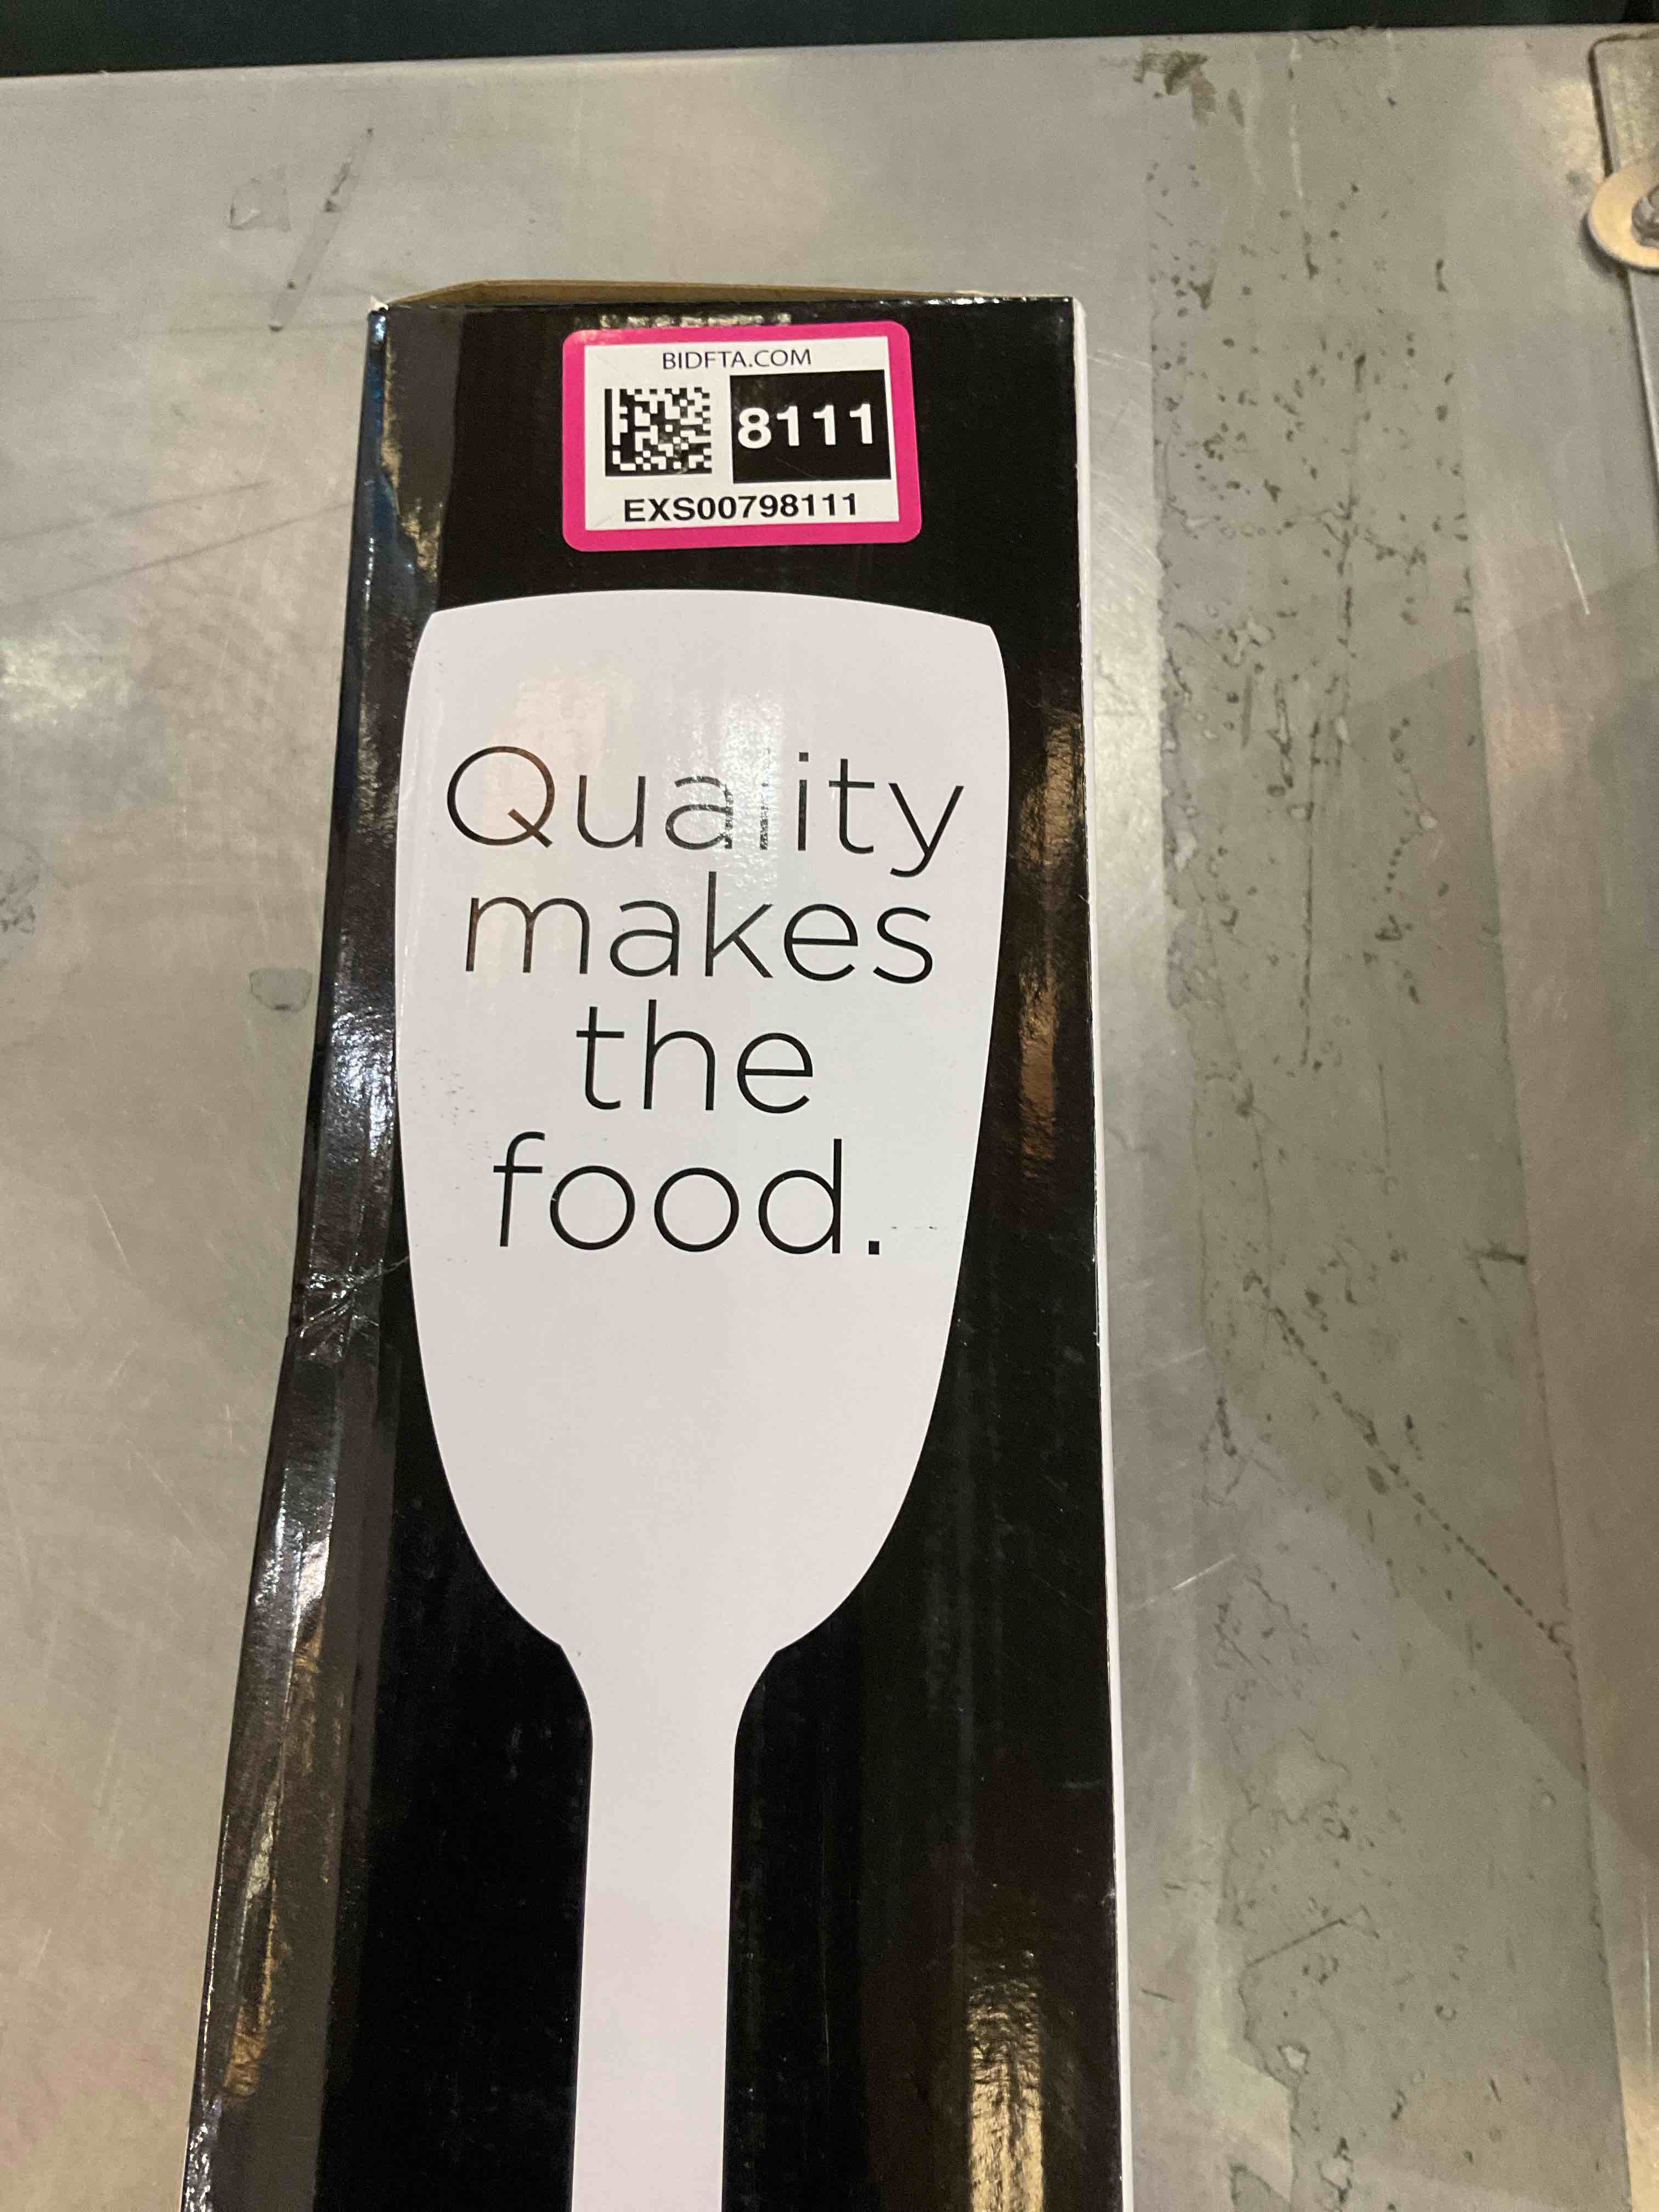 BIDFTA.COM
8111
EXS00798111
Quality
makes
the
food.